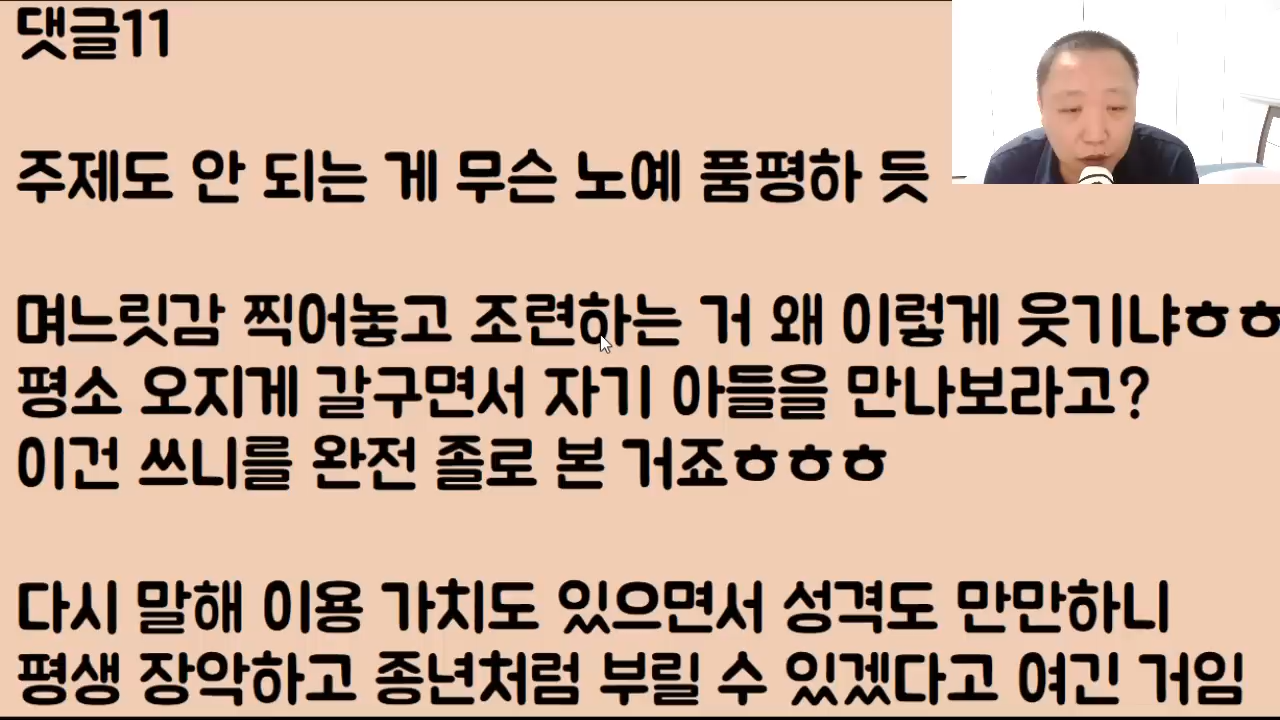 댓글11
주제도 안 되는 게 무슨 노예 품평하 듯
며느릿감 찍어놓고 조련하는 거 왜 이렇게 웃기냐ㅎㅎ
평소 오지게 갈구면서 자기 아들을 만나보라고?
이건 쓰니를 완전 졸로 본 거죠ㅎㅎㅎ
다시 말해 이용 가치도 있으면서 성격도 만만하니
평생 장악하고 종년처럼 부릴 수 있겠다고 여긴 거임